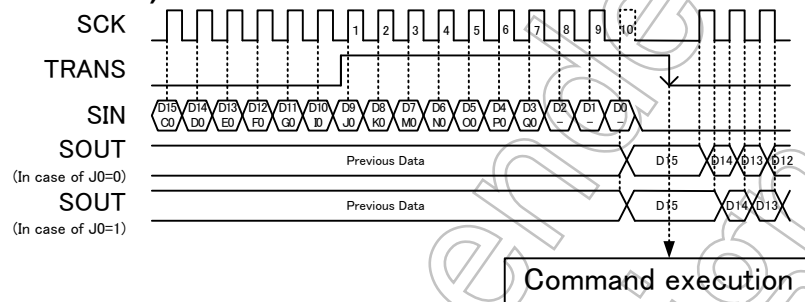 SCK 1 2 3 4 5 6 7 8 9 10
TRANS
SIN D15 D14 D13 D12 D11 D10 D9 D8 D7 D6 D5 D4 D3 D2 D1 D0
C0 D0 E0 F0 G0 I0 J0 K0 M0 N0 O0 P0 Q0 - - -
SOUT Previous Data D15 D14 D13 D12
(In case of J0=0)
SOUT Previous Data D15 D14 D13
(In case of J0=1)
Command execution